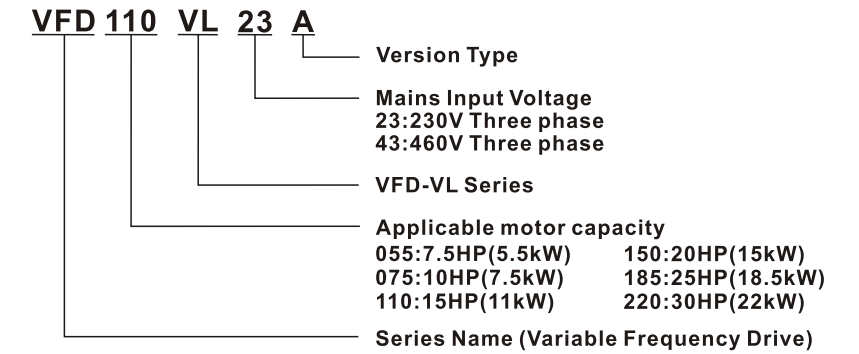 VFD 110 VL 23 A
Version Type
Mains Input Voltage
23:230V Three phase
43:460V Three phase
VFD-VL Series
Applicable motor capacity
055:7.5HP(5.5kW) 150:20HP(15kW)
075:10HP(7.5kW) 185:25HP(18.5kW)
110:15HP(11kW) 220:30HP(22kW)
Series Name (Variable Frequency Drive)